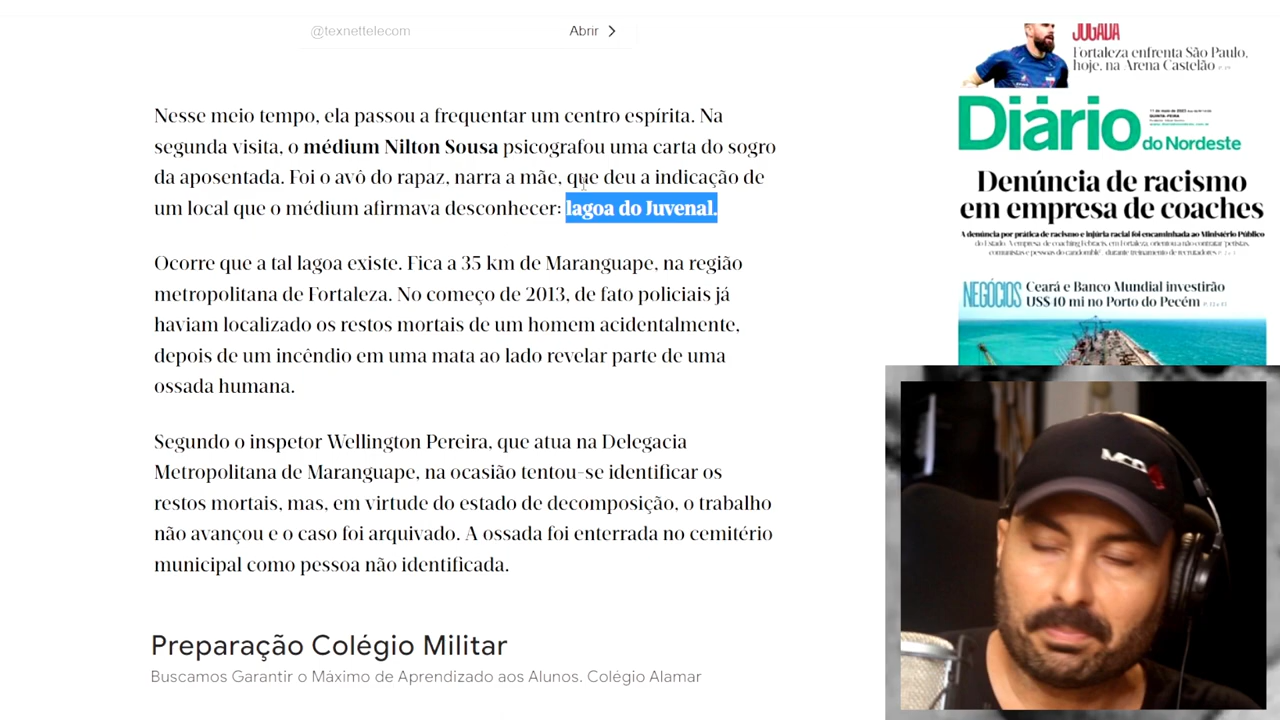 @texnettelecom
Abrir
Nesse meio tempo, ela passou a frequentar um centro espírita. Na
segunda visita, o médium Nilton Sousa psicografou uma carta do sogro
da aposentada. Foi o avô do rapaz, narra a mãe, que deu a indicação de
um local que o médium afirmava desconhecer: lagoa do Juvenal.
Ocorre que a tal lagoa existe. Fica a 35 km de Maranguape, na região
metropolitana de Fortaleza. No começo de 2013, de fato policiais já
haviam localizado os restos mortais de um homem acidentalmente,
depois de um incêndio em uma mata ao lado revelar parte de uma
ossada humana.
Segundo o inspetor Wellington Pereira, que atua na Delegacia
Metropolitana de Maranguape, na ocasião tentou-se identificar os
restos mortais, mas, em virtude do estado de decomposição, o trabalho
não avançou e o caso foi arquivado. A ossada foi enterrada no cemitério
municipal como pessoa não identificada.
Preparação Colégio Militar
Buscamos Garantir o Máximo de Aprendizado aos Alunos. Colégio Alamar
JOGADA
Fortaleza enfrenta São Paulo,
hoje, na Arena Castelão
Diário
do Nordeste
QUINTA-FEIRA
Denúncia de racismo
em empresa de coaches
A denúncia por prática de racismo e injúria racial foi encaminhada ao Ministério Público
do Estado. A empresa de coaching Febracis, em Fortaleza, orientou a não contratar 'petistas,
comunistas e pessoas do candomblé', durante treinamento de recrutadores
NEGÓCIOS
Ceará e Banco Mundial investirão
US$ 40 mi no Porto do Pecém
MCD